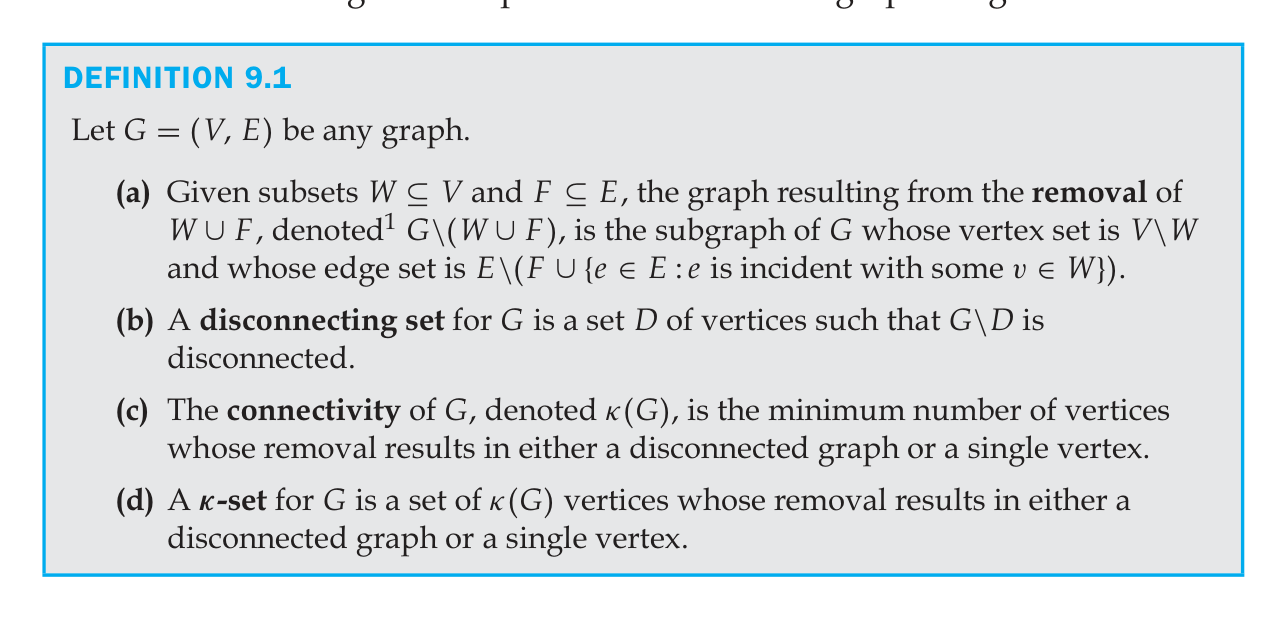 DEFINITION 9.1
Let G = (V, E) be any graph.
(a) Given subsets W ⊆ V and F ⊆ E, the graph resulting from the removal of
W ∪ F, denoted¹ G\(W ∪ F), is the subgraph of G whose vertex set is V\W
and whose edge set is E\(F ∪ {e ∈ E : e is incident with some v ∈ W}).
(b) A disconnecting set for G is a set D of vertices such that G\D is
disconnected.
(c) The connectivity of G, denoted κ(G), is the minimum number of vertices
whose removal results in either a disconnected graph or a single vertex.
(d) A κ-set for G is a set of κ(G) vertices whose removal results in either a
disconnected graph or a single vertex.